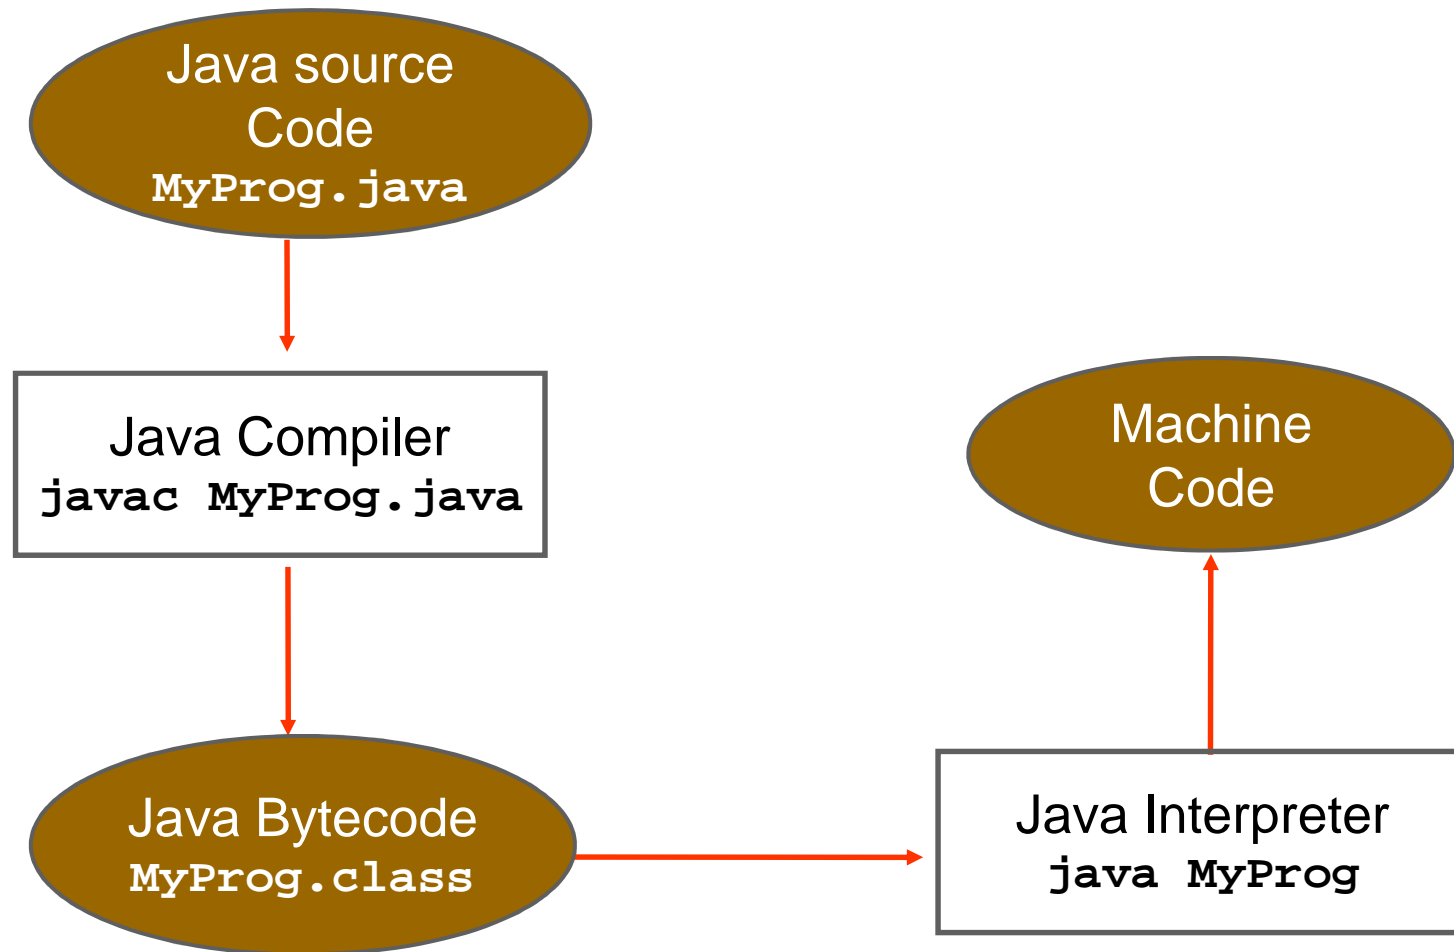 Java source
Code
MyProg.java
Java Compiler
javac MyProg.java
Java Bytecode
MyProg.class
Java Interpreter
java MyProg
Machine
Code